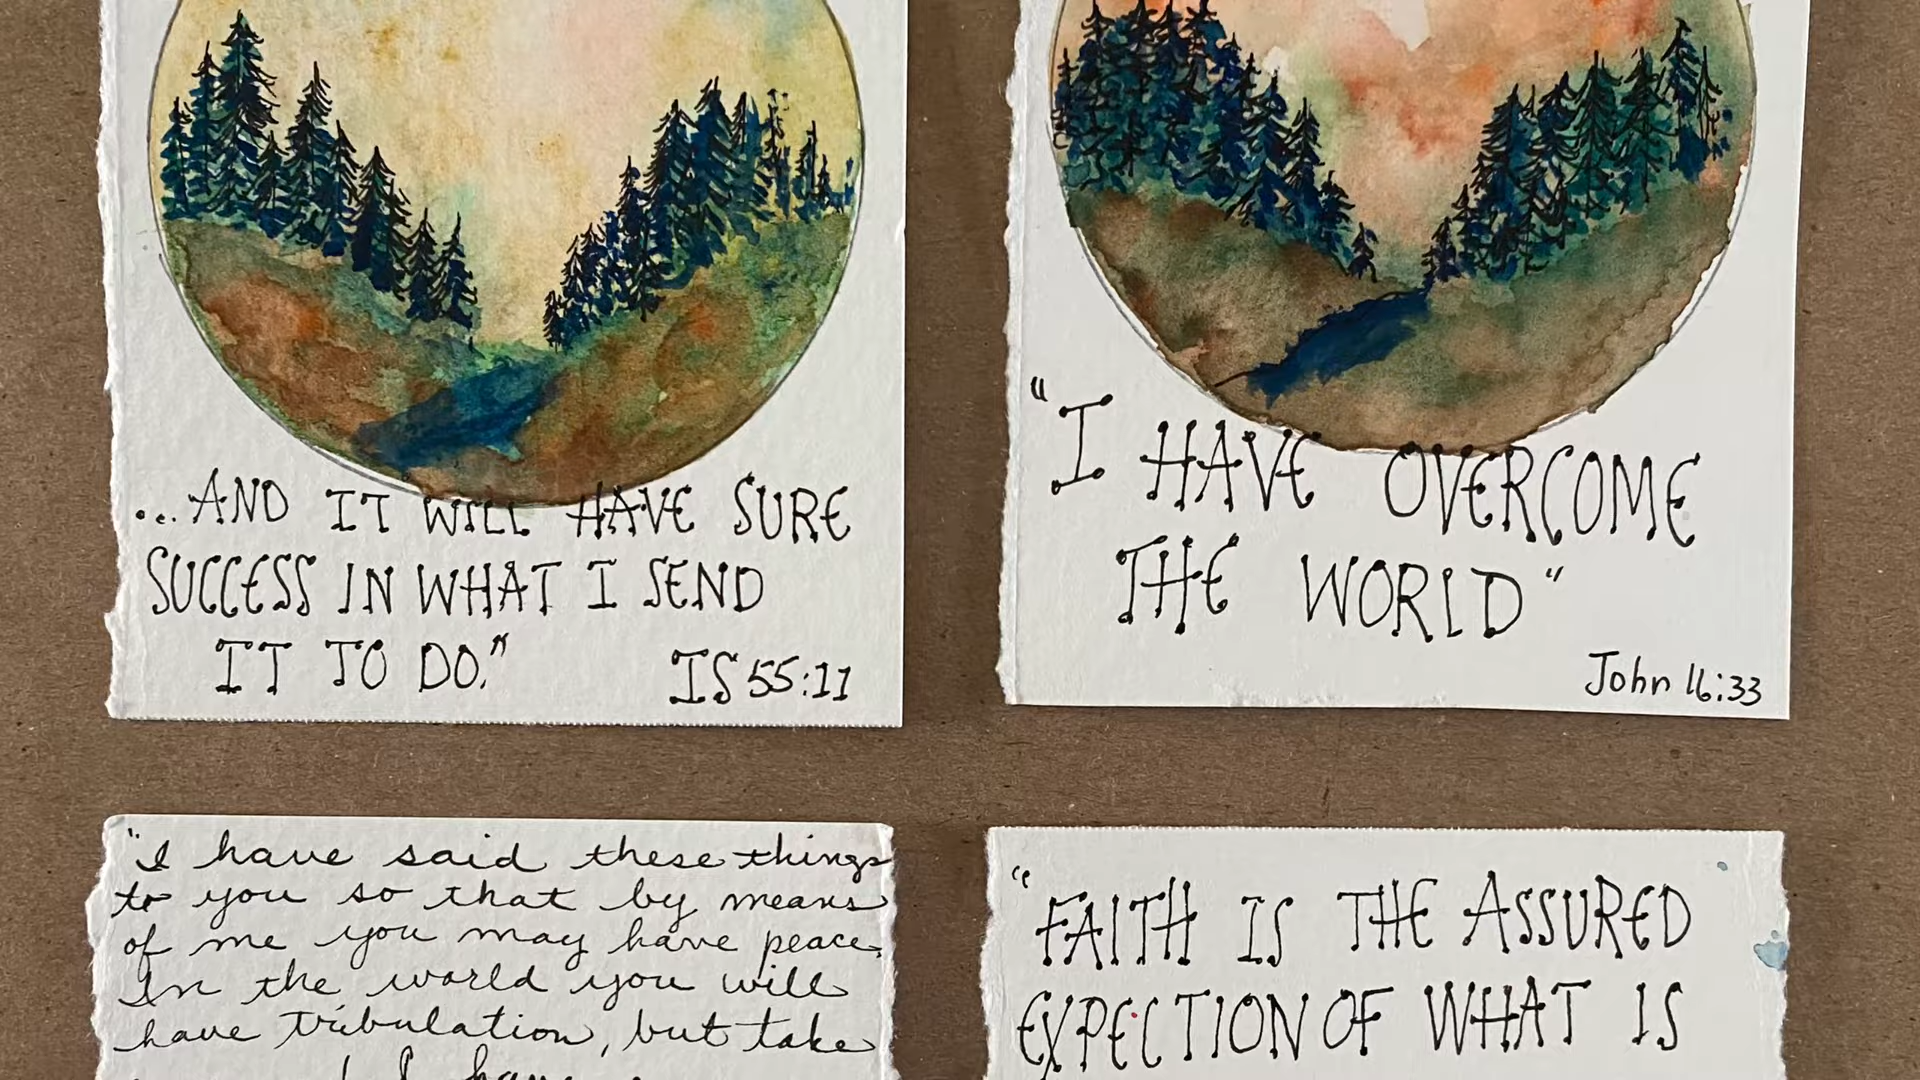 ...AND IT WILL HAVE SURE
SUCCESS IN WHAT I SEND
IT TO DO."
IS 55:11
"I HAVE OVERCOME
THE WORLD"
John 16:33
"I have said these things
to you so that by means
of me you may have peace.
In the world you will
have tribulation, but take
I have
"FAITH IS THE ASSURED
EXPECTION OF WHAT IS